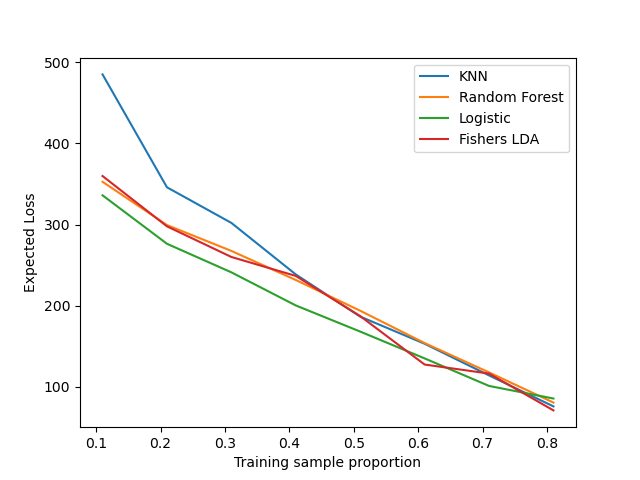 500
400
300
200
100
Expected Loss
0.1 0.2 0.3 0.4 0.5 0.6 0.7 0.8
Training sample proportion
KNN
Random Forest
Logistic
Fishers LDA